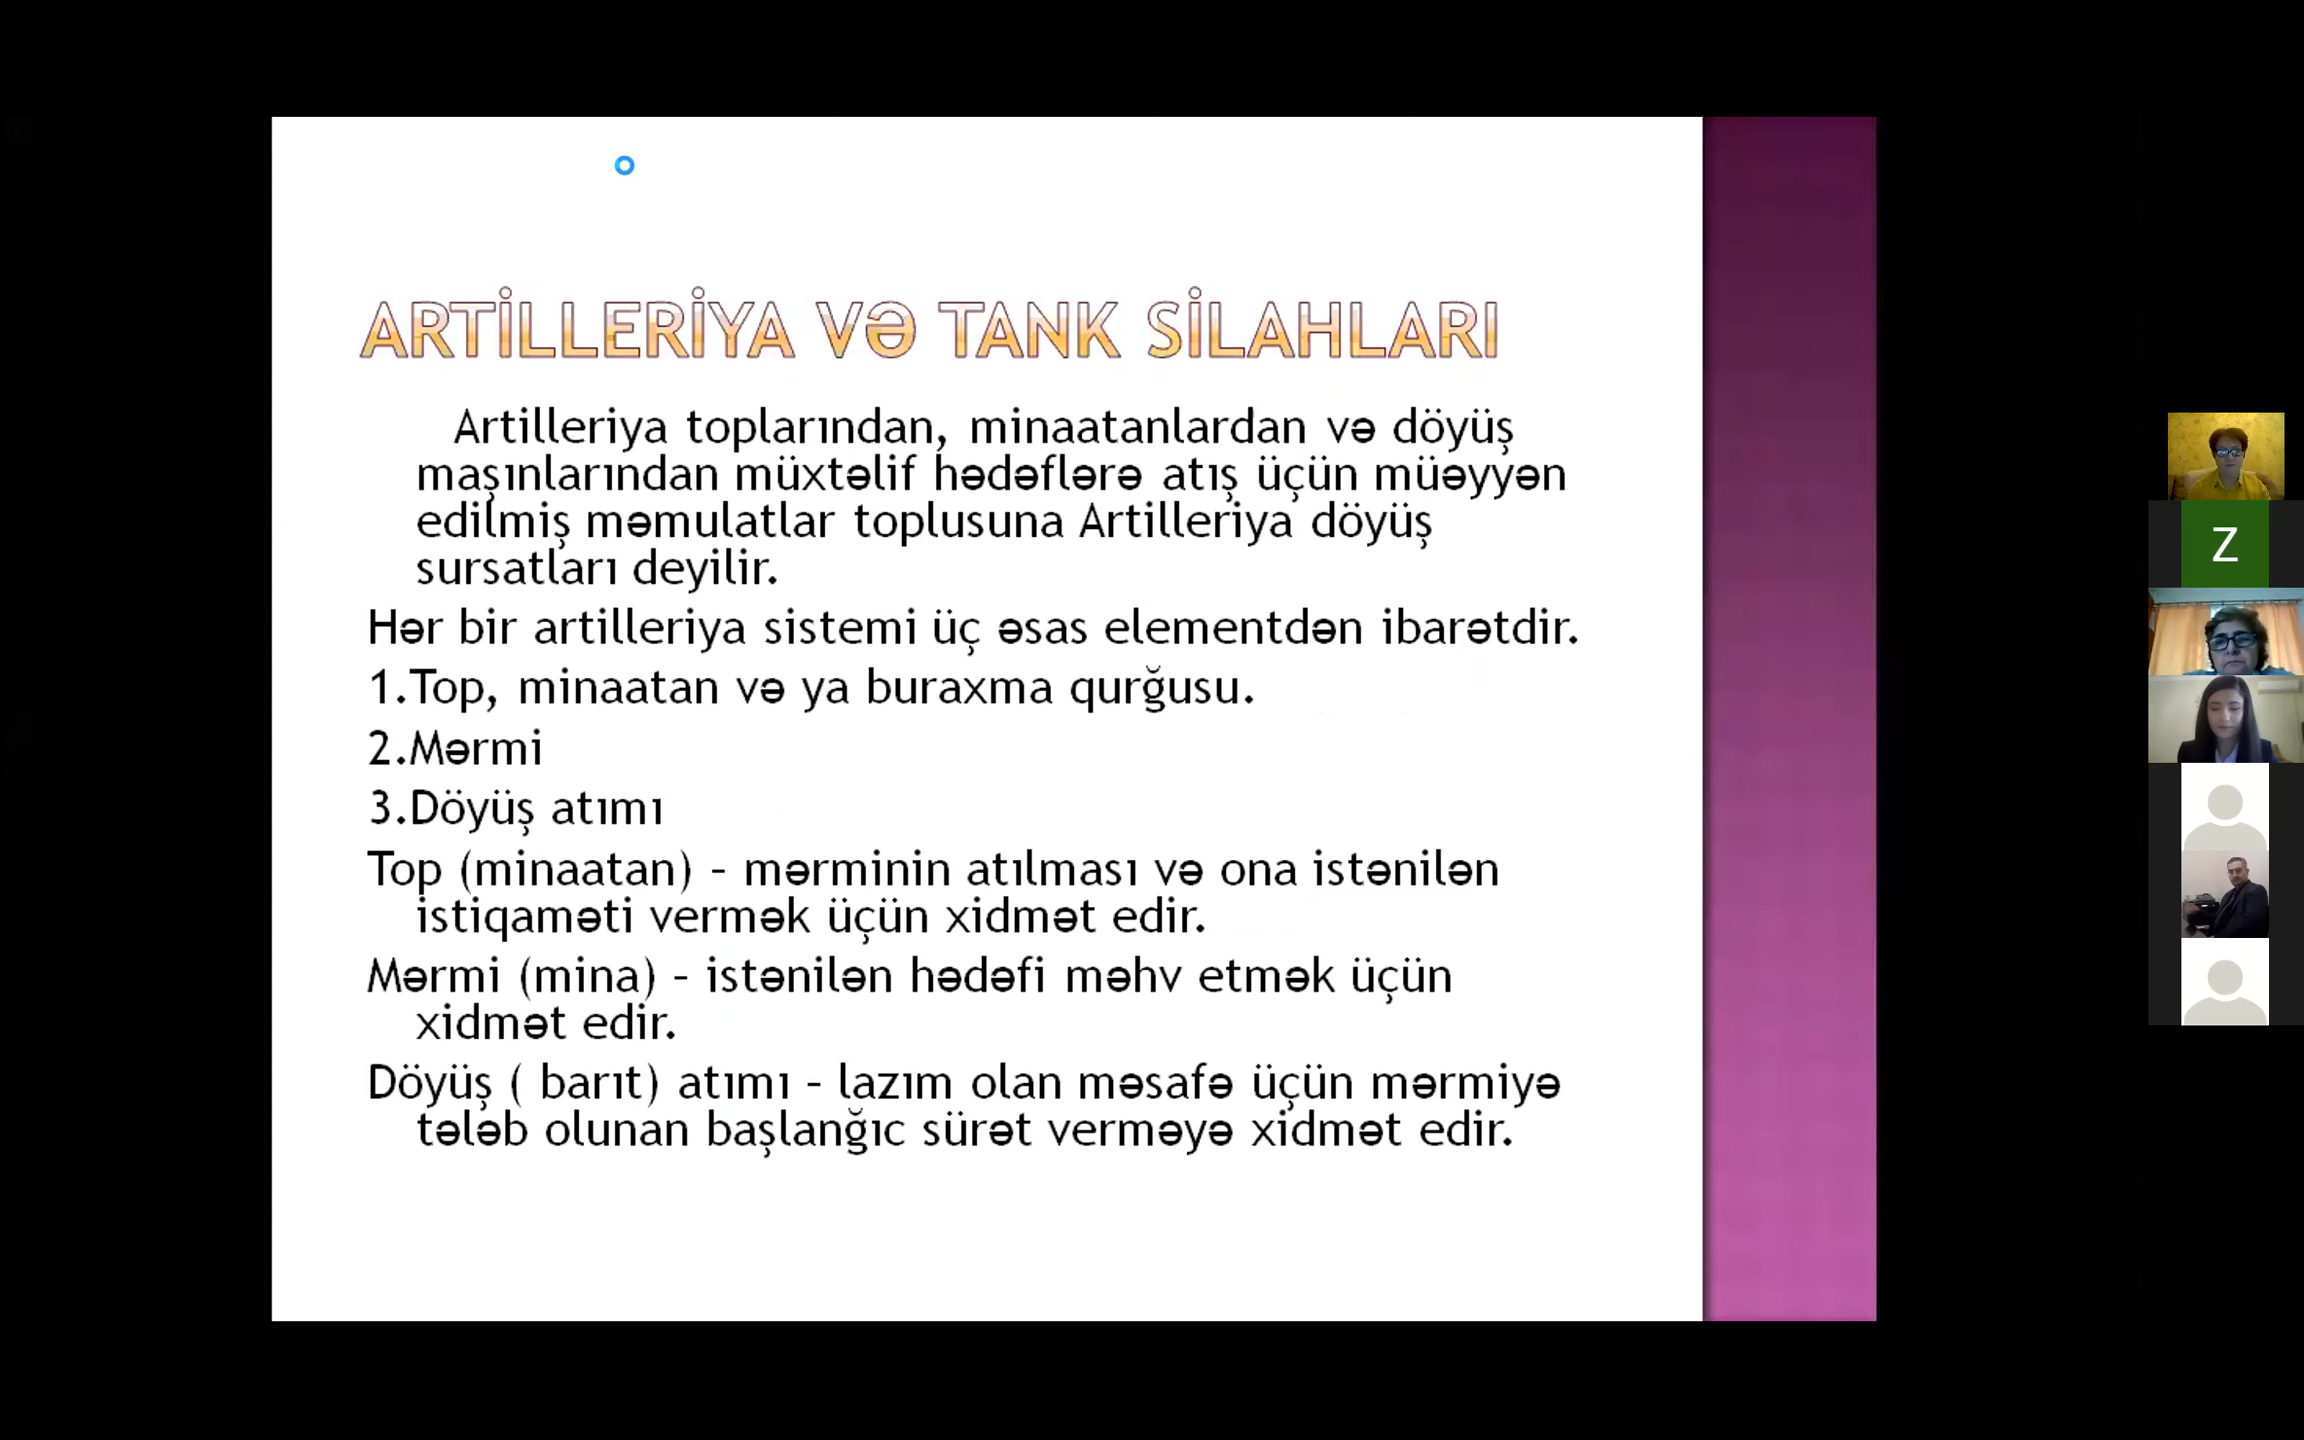 ARTİLLERİYA VƏ TANK SİLAHLARI
Artilleriya toplarından, minaatanlardan və döyüş
maşınlarından müxtəlif hədəflərə atış üçün müəyyən
edilmiş məmulatlar toplusuna Artilleriya döyüş
sursatları deyilir.
Hər bir artilleriya sistemi üç əsas elementdən ibarətdir.
1.Top, minaatan və ya buraxma qurğusu.
2.Mərmi
3.Döyüş atımı
Top (minaatan) - mərminin atılması və ona istənilən
istiqaməti vermək üçün xidmət edir.
Mərmi (mina) - istənilən hədəfi məhv etmək üçün
xidmət edir.
Döyüş ( barıt) atımı - lazım olan məsafə üçün mərmiyə
tələb olunan başlanğıc sürət verməyə xidmət edir.
Z